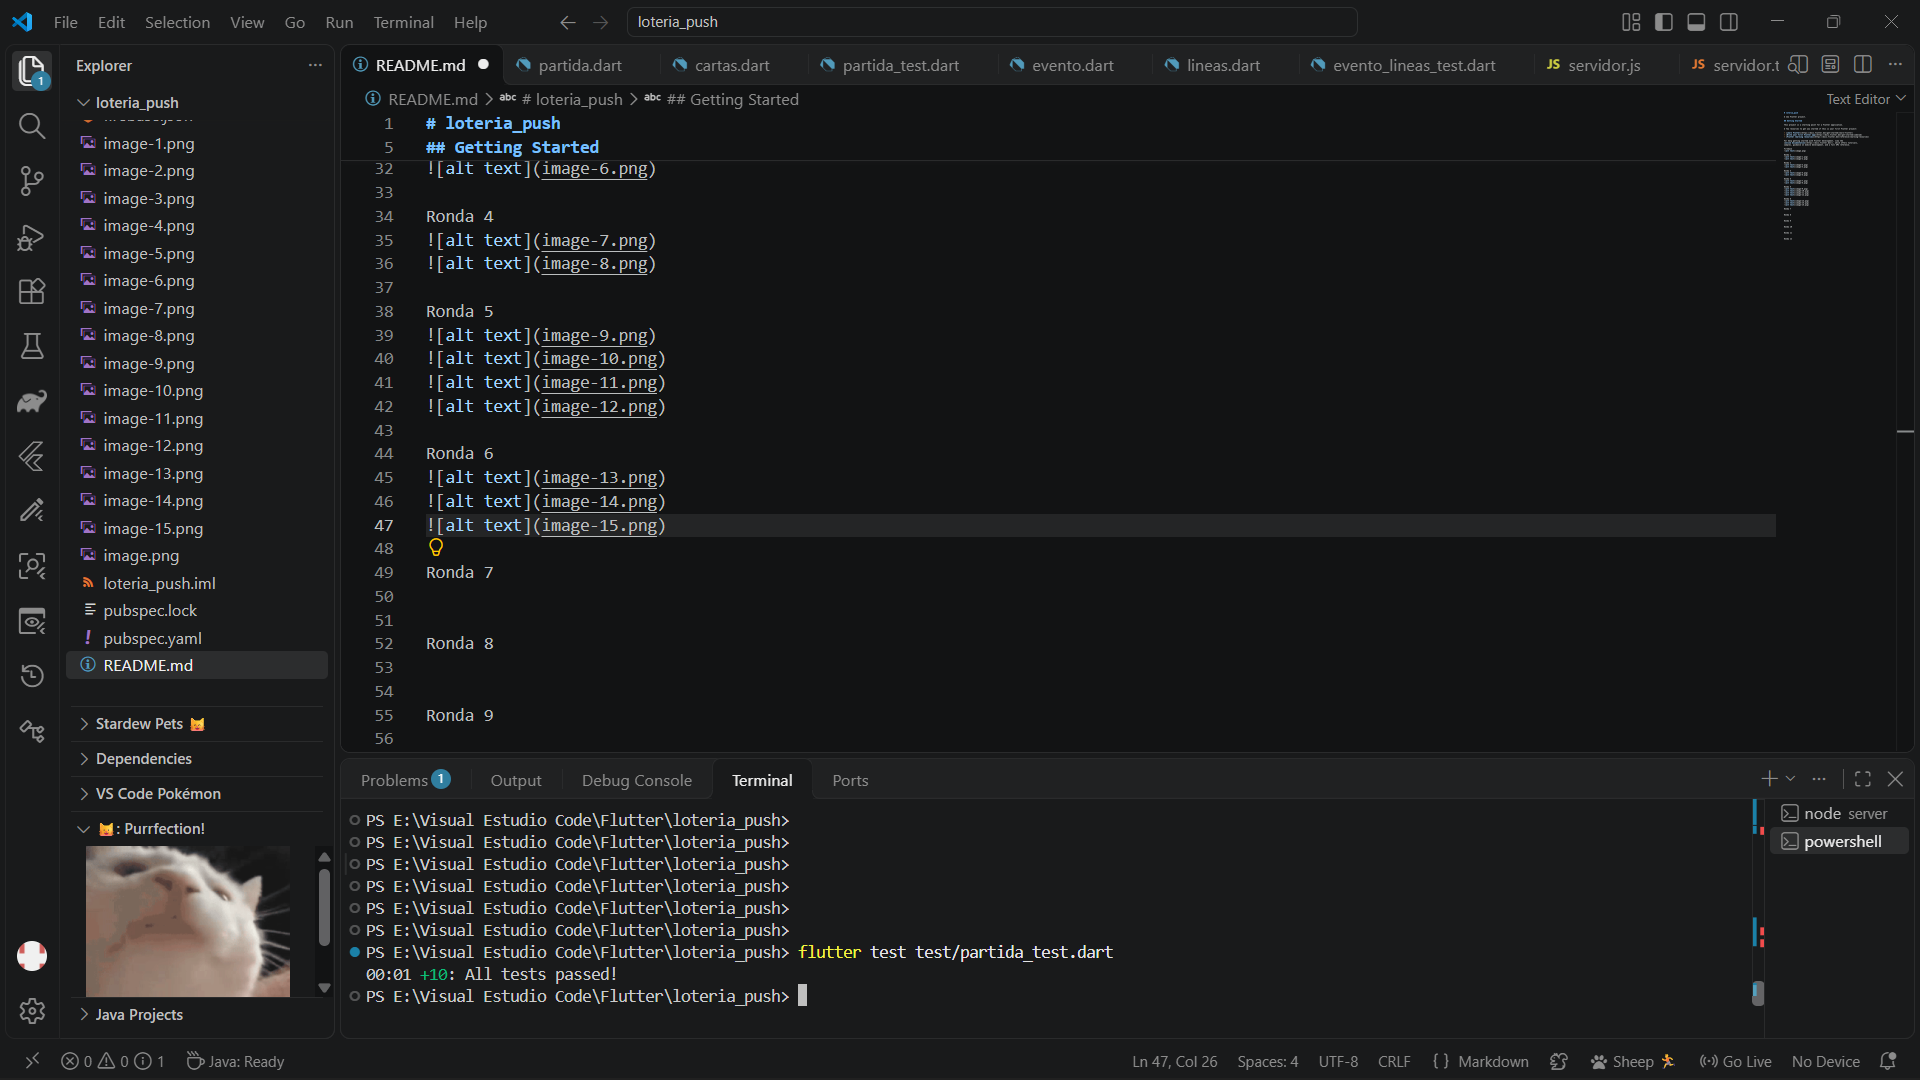 File Edit Selection View Go Run Terminal Help
loteria_push
Explorer
loteria_push
image-1.png
image-2.png
image-3.png
image-4.png
image-5.png
image-6.png
image-7.png
image-8.png
image-9.png
image-10.png
image-11.png
image-12.png
image-13.png
image-14.png
image-15.png
image.png
loteria_push.iml
pubspec.lock
pubspec.yaml
README.md
Stardew Pets 😺
Dependencies
VS Code Pokémon
😺: Purrfection!
Java Projects
README.md partida.dart cartas.dart partida_test.dart evento.dart lineas.dart evento_lineas_test.dart JS servidor.js JS servidor.t
README.md > abc # loteria_push > abc ## Getting Started
Text Editor
1 # loteria_push
5 ## Getting Started
32 ![alt text](image-6.png)
33
34 Ronda 4
35 ![alt text](image-7.png)
36 ![alt text](image-8.png)
37
38 Ronda 5
39 ![alt text](image-9.png)
40 ![alt text](image-10.png)
41 ![alt text](image-11.png)
42 ![alt text](image-12.png)
43
44 Ronda 6
45 ![alt text](image-13.png)
46 ![alt text](image-14.png)
47 ![alt text](image-15.png)
48
49 Ronda 7
50
51
52 Ronda 8
53
54
55 Ronda 9
56
Problems 1 Output Debug Console Terminal Ports
PS E:\Visual Estudio Code\Flutter\loteria_push>
PS E:\Visual Estudio Code\Flutter\loteria_push>
PS E:\Visual Estudio Code\Flutter\loteria_push>
PS E:\Visual Estudio Code\Flutter\loteria_push>
PS E:\Visual Estudio Code\Flutter\loteria_push>
PS E:\Visual Estudio Code\Flutter\loteria_push>
PS E:\Visual Estudio Code\Flutter\loteria_push> flutter test test/partida_test.dart
00:01 +10: All tests passed!
PS E:\Visual Estudio Code\Flutter\loteria_push>
node server
powershell
0 0 1 Java: Ready
Ln 47, Col 26 Spaces: 4 UTF-8 CRLF {} Markdown Sheep Go Live No Device